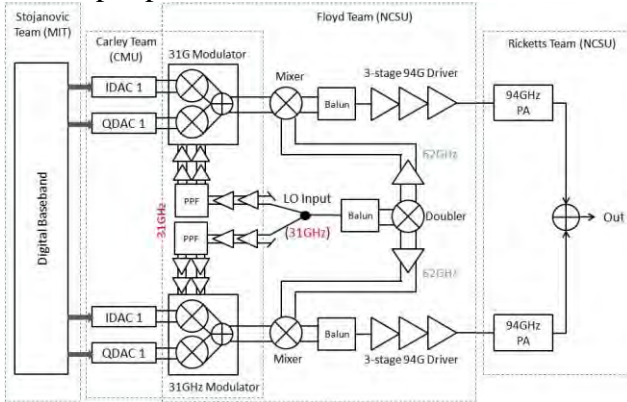 Stojanovic
Team (MIT)
Floyd Team (NCSU)
Carley Team
(CMU)
31G Modulator
Ricketts Team (NCSU)
Mixer
3-stage 94G Driver
IDAC 1
Balun
94GHz
PA
QDAC 1
62GHz
Digital Baseband
31GHz
PPF
LO Input
(31GHz)
Balun
Doubler
Out
PPF
62GHz
IDAC 1
Balun
94GHz
PA
QDAC 1
Mixer
3-stage 94G Driver
31GHz Modulator